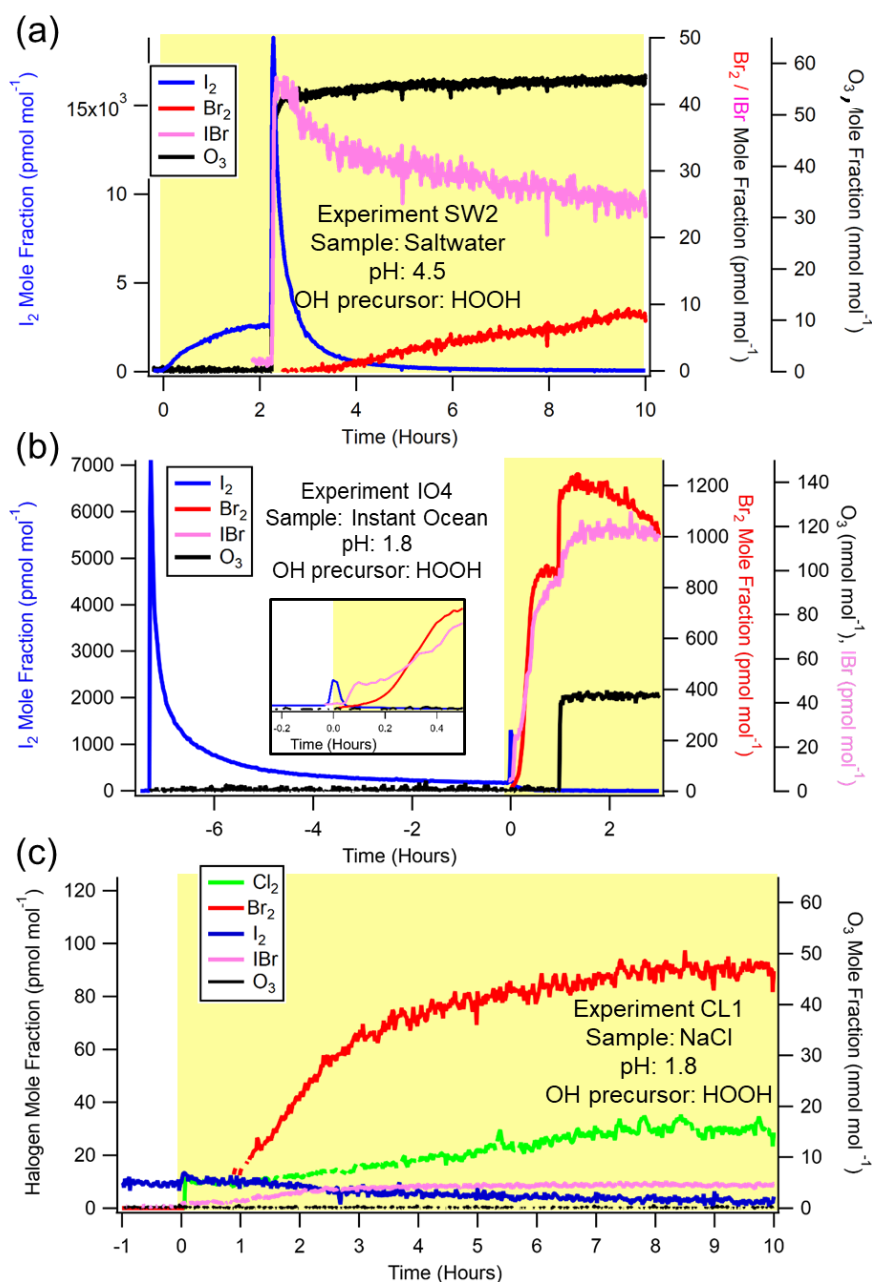 (a)
I2 Mole Fraction (pmol mol-1)
15x10^3
10
5
0
I2
Br2
IBr
O3
Experiment SW2
Sample: Saltwater
pH: 4.5
OH precursor: HOOH
50
40
30
20
10
0
Br2 / IBr Mole Fraction (pmol mol-1)
60
50
40
30
20
10
0
O3, Mole Fraction (nmol mol-1)
0 2 4 6 8 10
Time (Hours)
(b)
I2 Mole Fraction (pmol mol-1)
7000
6000
5000
4000
3000
2000
1000
0
I2
Br2
IBr
O3
Experiment IO4
Sample: Instant Ocean
pH: 1.8
OH precursor: HOOH
-0.2 0.0 0.2 0.4
Time (Hours)
1200
1000
800
600
400
200
0
Br2 Mole Fraction (pmol mol-1)
140
120
100
80
60
40
20
0
O3 (nmol mol-1), IBr (pmol mol-1)
-6 -4 -2 0 2
Time (Hours)
(c)
Halogen Mole Fraction (pmol mol-1)
120
100
80
60
40
20
0
Cl2
Br2
I2
IBr
O3
Experiment CL1
Sample: NaCl
pH: 1.8
OH precursor: HOOH
60
50
40
30
20
10
0
O3 Mole Fraction (nmol mol-1)
-1 0 1 2 3 4 5 6 7 8 9 10
Time (Hours)